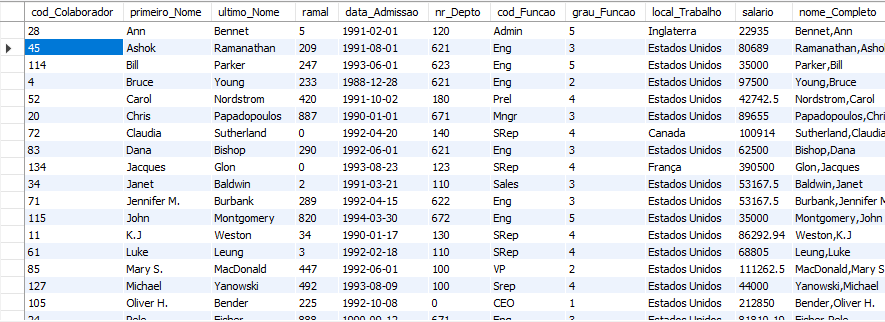 cod_Colaborador primeiro_Nome ultimo_Nome ramal data_Admissao nr_Depto cod_Funcao grau_Funcao local_Trabalho salario nome_Completo
28 Ann Bennet 5 1991-02-01 120 Admin 5 Inglaterra 22935 Bennet,Ann
45 Ashok Ramanathan 209 1991-08-01 621 Eng 3 Estados Unidos 80689 Ramanathan,Ashok
114 Bill Parker 247 1993-06-01 623 Eng 5 Estados Unidos 35000 Parker,Bill
4 Bruce Young 233 1988-12-28 621 Eng 2 Estados Unidos 97500 Young,Bruce
52 Carol Nordstrom 420 1991-10-02 180 Prel 4 Estados Unidos 42742.5 Nordstrom,Carol
20 Chris Papadopoulos 887 1990-01-01 671 Mngr 3 Estados Unidos 89655 Papadopoulos,Chris
72 Claudia Sutherland 0 1992-04-20 140 SRep 4 Canada 100914 Sutherland,Claudia
83 Dana Bishop 290 1992-06-01 621 Eng 3 Estados Unidos 62500 Bishop,Dana
134 Jacques Glon 0 1993-08-23 123 SRep 4 França 390500 Glon,Jacques
34 Janet Baldwin 2 1991-03-21 110 Sales 3 Estados Unidos 53167.5 Baldwin,Janet
71 Jennifer M. Burbank 289 1992-04-15 622 Eng 3 Estados Unidos 53167.5 Burbank,Jennifer
115 John Montgomery 820 1994-03-30 672 Eng 5 Estados Unidos 35000 Montgomery,John
11 K.J Weston 34 1990-01-17 130 SRep 4 Estados Unidos 86292.94 Weston,K.J
61 Luke Leung 3 1992-02-18 110 SRep 4 Estados Unidos 68805 Leung,Luke
85 Mary S. MacDonald 447 1992-06-01 100 VP 2 Estados Unidos 111262.5 MacDonald,Mary S.
127 Michael Yanowski 492 1993-08-09 100 Srep 4 Estados Unidos 44000 Yanowski,Michael
105 Oliver H. Bender 225 1992-10-08 0 CEO 1 Estados Unidos 212850 Bender,Oliver H.
24 Fisher 888 671 Eng 3 Estados Unidos